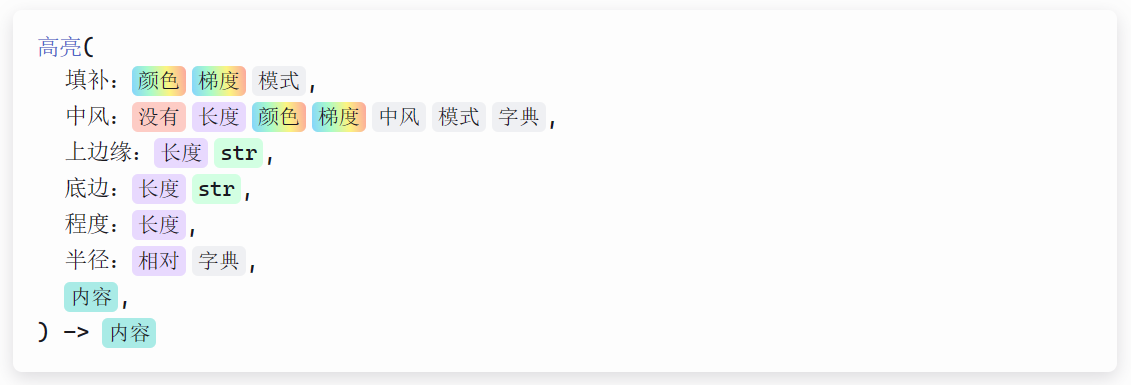 高亮(
填补：颜色 梯度 模式,
中风：没有 长度 颜色 梯度 中风 模式 字典,
上边缘：长度 str,
底边：长度 str,
程度：长度,
半径：相对 字典,
内容,
) -> 内容